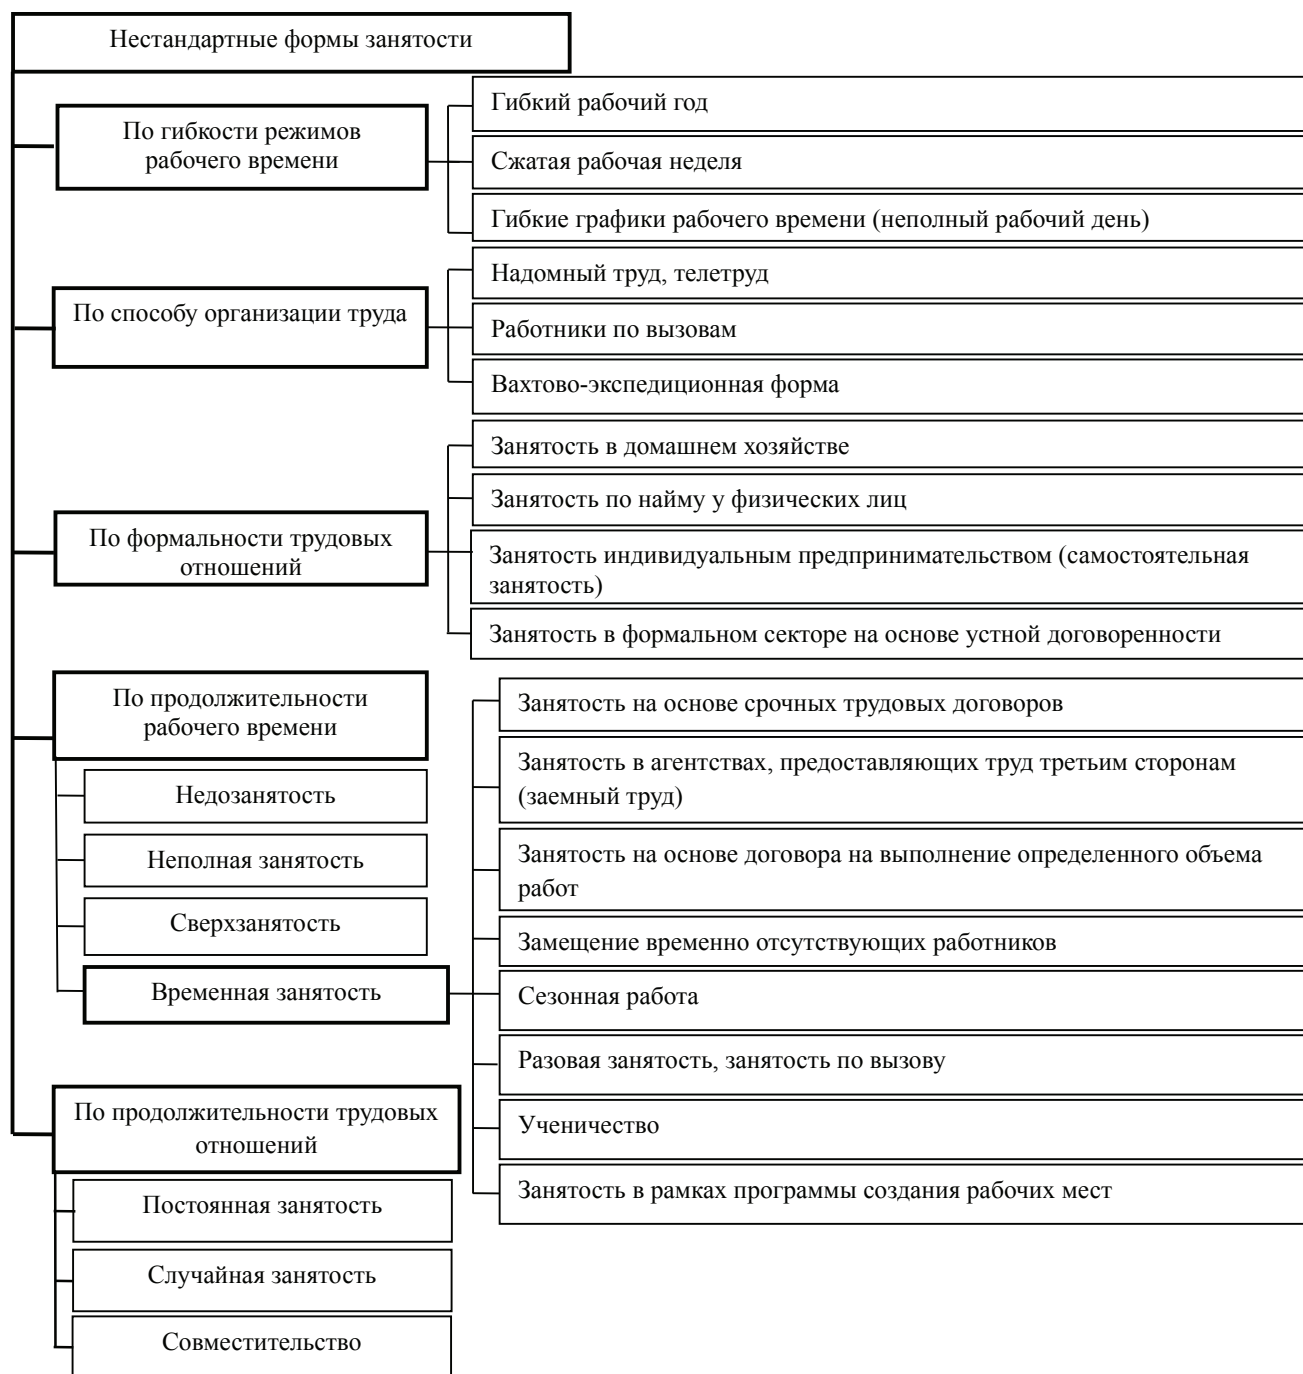 Нестандартные формы занятости
По гибкости режимов
рабочего времени
Гибкий рабочий год
Сжатая рабочая неделя
Гибкие графики рабочего времени (неполный рабочий день)
По способу организации труда
Надомный труд, телетруд
Работники по вызовам
Вахтово-экспедиционная форма
По формальности трудовых
отношений
Занятость в домашнем хозяйстве
Занятость по найму у физических лиц
Занятость индивидуальным предпринимательством (самостоятельная
занятость)
Занятость в формальном секторе на основе устной договоренности
По продолжительности
рабочего времени
Недозанятость
Неполная занятость
Сверхзанятость
Временная занятость
Занятость на основе срочных трудовых договоров
Занятость в агентствах, предоставляющих труд третьим сторонам
(заемный труд)
Занятость на основе договора на выполнение определенного объема
работ
Замещение временно отсутствующих работников
Сезонная работа
Разовая занятость, занятость по вызову
Ученичество
Занятость в рамках программы создания рабочих мест
По продолжительности трудовых
отношений
Постоянная занятость
Случайная занятость
Совместительство